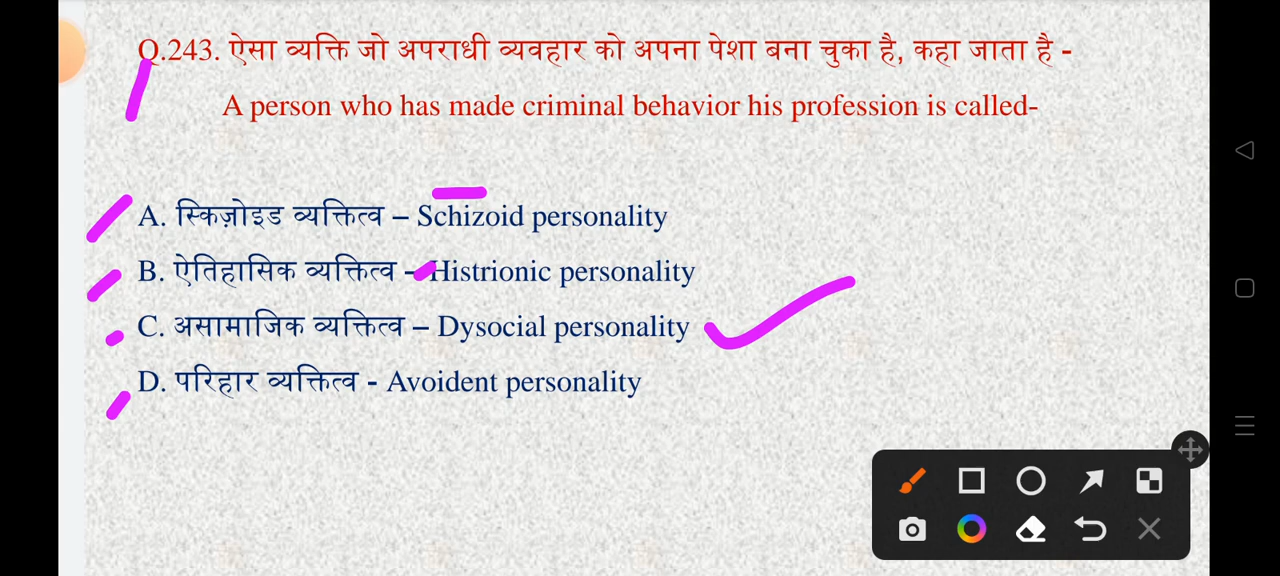 Q.243. ऐसा व्यक्ति जो अपराधी व्यवहार को अपना पेशा बना चुका है, कहा जाता है -
A person who has made criminal behavior his profession is called-
A. स्किज़ोइड व्यक्तित्व – Schizoid personality
B. ऐतिहासिक व्यक्तित्व – Histrionic personality
C. असामाजिक व्यक्तित्व – Dysocial personality
D. परिहार व्यक्तित्व - Avoident personality